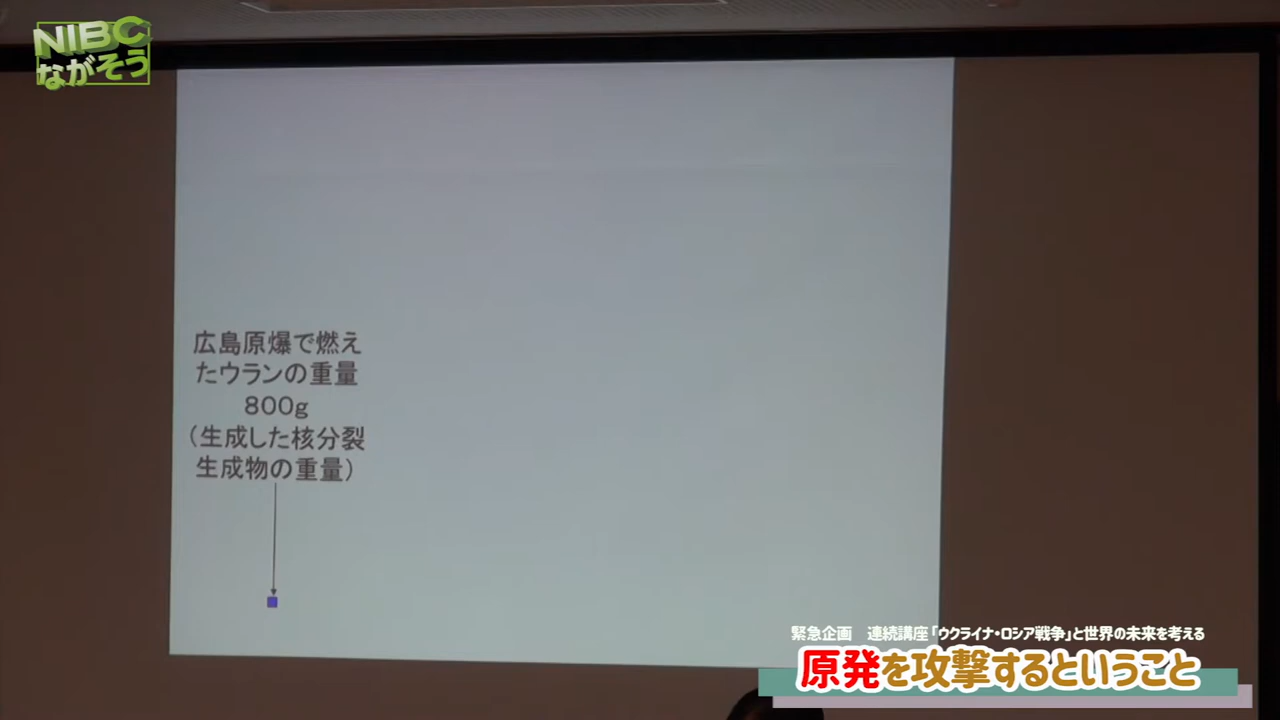 NIBC
ながそう
広島原爆で燃え
たウランの重量
800g
（生成した核分裂
生成物の重量）
緊急企画　連続講座「ウクライナ・ロシア戦争」と世界の未来を考える
原発を攻撃するということ